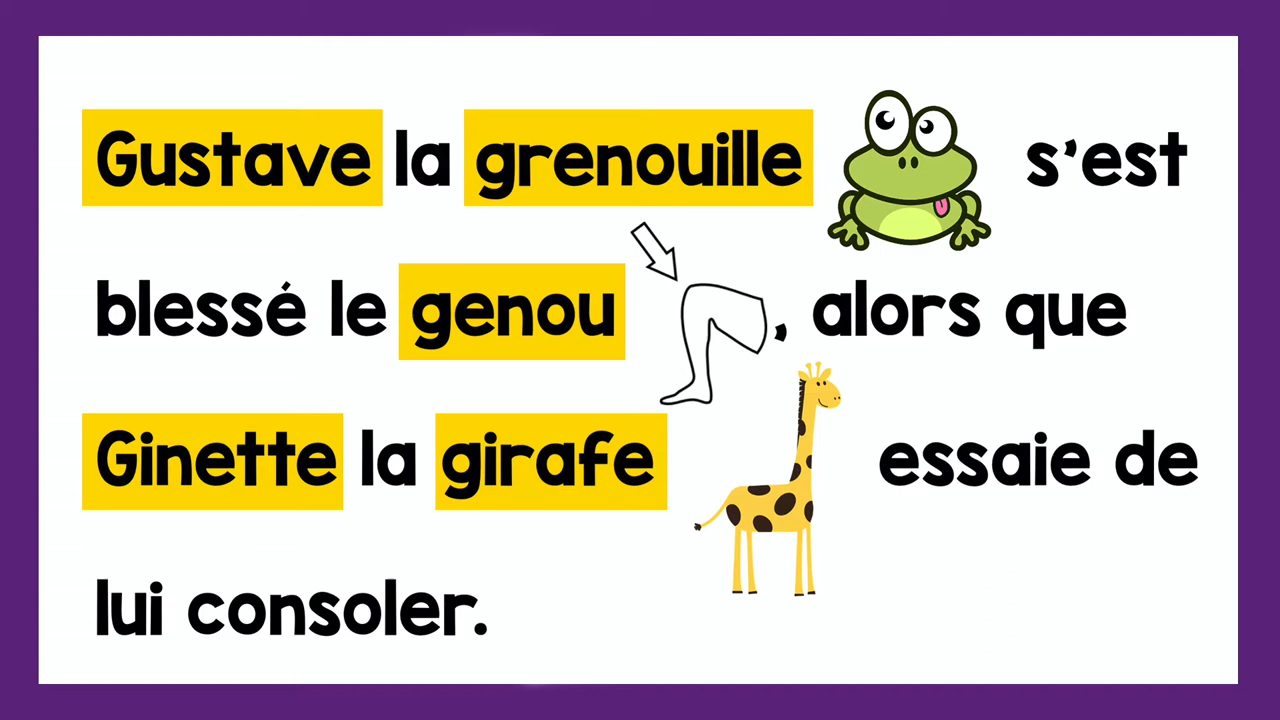 Gustave la grenouille s'est
blessé le genou, alors que
Ginette la girafe essaie de
lui consoler.